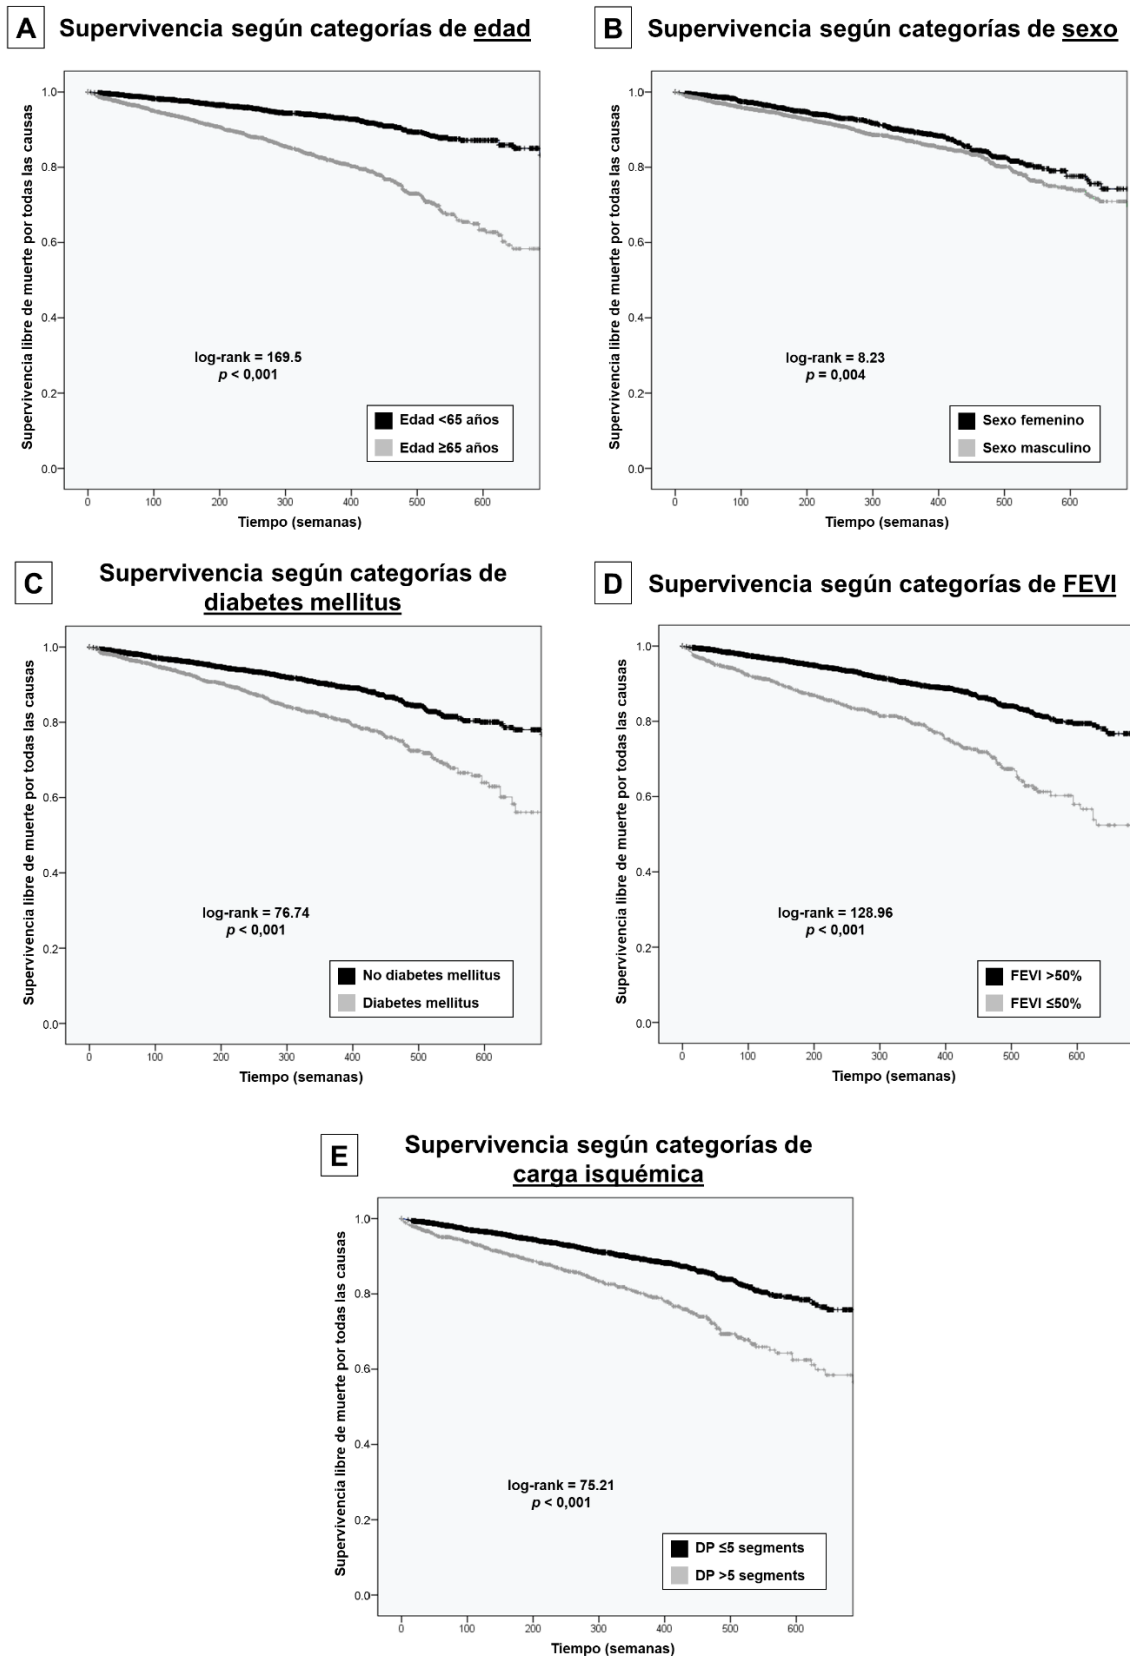 A
Supervivencia según categorías de edad
Supervivencia libre de muerte por todas las causas
1.0
0.8
0.6
0.4
0.2
0.0
log-rank = 169.5
p < 0,001
Edad <65 años
Edad ≥65 años
0 100 200 300 400 500 600
Tiempo (semanas)
B
Supervivencia según categorías de sexo
Supervivencia libre de muerte por todas las causas
1.0
0.8
0.6
0.4
0.2
0.0
log-rank = 8.23
p = 0,004
Sexo femenino
Sexo masculino
0 100 200 300 400 500 600
Tiempo (semanas)
C
Supervivencia según categorías de
diabetes mellitus
Supervivencia libre de muerte por todas las causas
1.0
0.8
0.6
0.4
0.2
0.0
log-rank = 76.74
p < 0,001
No diabetes mellitus
Diabetes mellitus
0 100 200 300 400 500 600
Tiempo (semanas)
D
Supervivencia según categorías de FEVI
Supervivencia libre de muerte por todas las causas
1.0
0.8
0.6
0.4
0.2
0.0
log-rank = 128.96
p < 0,001
FEVI >50%
FEVI ≤50%
0 100 200 300 400 500 600
Tiempo (semanas)
E
Supervivencia según categorías de
carga isquémica
Supervivencia libre de muerte por todas las causas
1.0
0.8
0.6
0.4
0.2
0.0
log-rank = 75.21
p < 0,001
DP ≤5 segments
DP >5 segments
0 100 200 300 400 500 600
Tiempo (semanas)